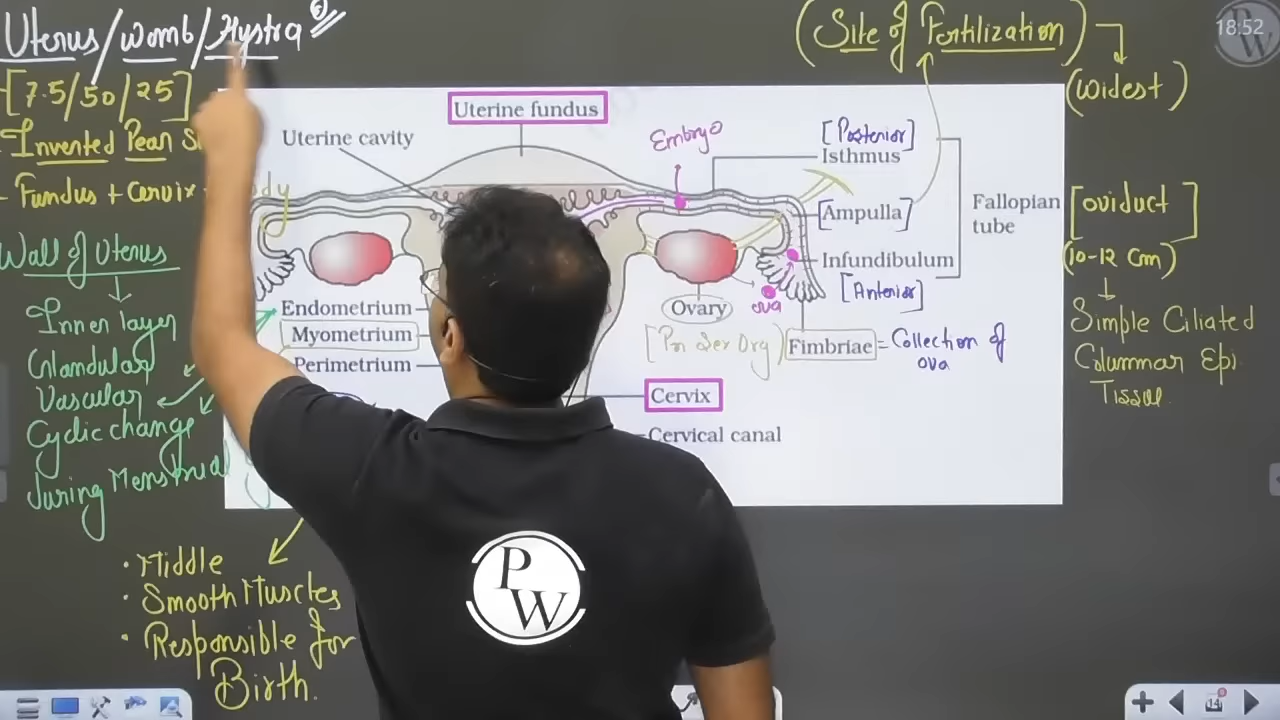 Uterus/Womb/Hystra
[7.5/50/25]
- Invented Pear S
- Fundus + Cervix + dy
Wall of Uterus
Inner layer
Glandular
Vascular
Cyclic change
During Menstrual
• Middle
• Smooth Muscles
• Responsible for
Birth.
Uterine fundus
Uterine cavity
Endometrium
Myometrium
Perimetrium
Embryo
[Posterior]
Isthmus
[Ampulla]
Infundibulum
[Anterior]
Ovary
ova
[Pri Sex Org]
Fimbriae = Collection of
ova
Cervix
Cervical canal
Fallopian
tube
(Site of Fertilization)
(Widest)
[oviduct]
(10-12 cm)
Simple Ciliated
Columnar Epi
Tissue.
18:52
PW
14